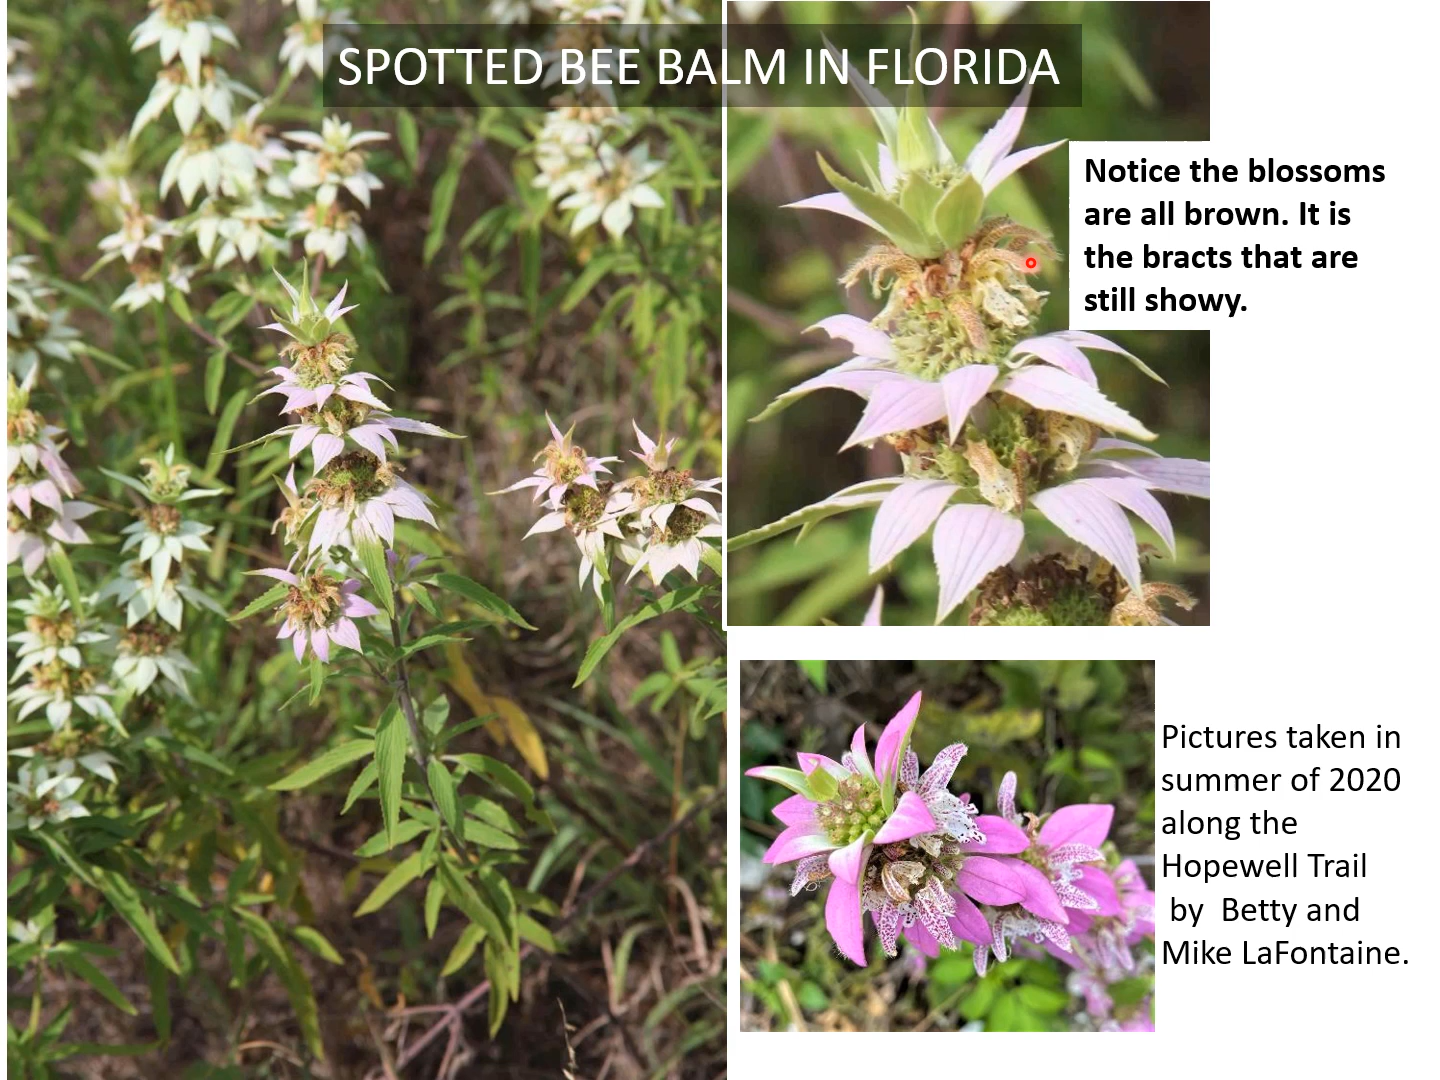 SPOTTED BEE BALM IN FLORIDA
Notice the blossoms
are all brown. It is
the bracts that are
still showy.
Pictures taken in
summer of 2020
along the
Hopewell Trail
by Betty and
Mike LaFontaine.